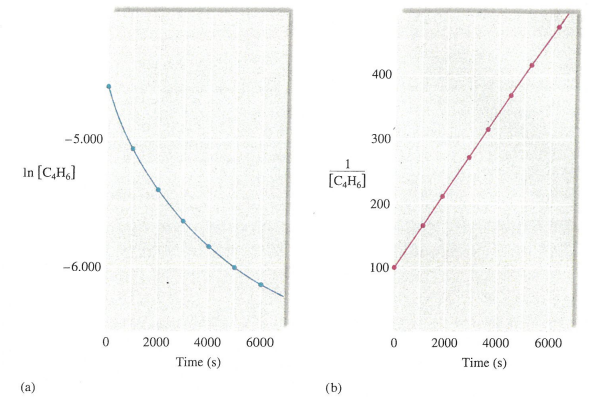 ln [C₄H₆]
−5.000
−6.000
0 2000 4000 6000
Time (s)
(a)
1
[C₄H₆]
400
300
200
100
0 2000 4000 6000
Time (s)
(b)